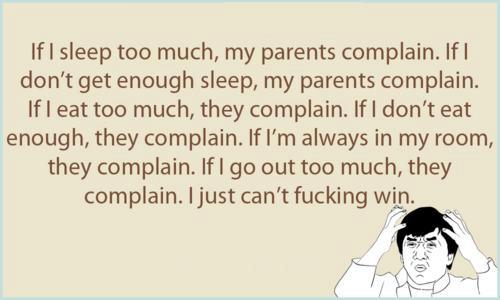 If I sleep too much, my parents complain. If I
don't get enough sleep, my parents complain.
If I eat too much, they complain. If I don't eat
enough, they complain. If I'm always in my room,
they complain. If I go out too much, they
complain. I just can't fucking win.